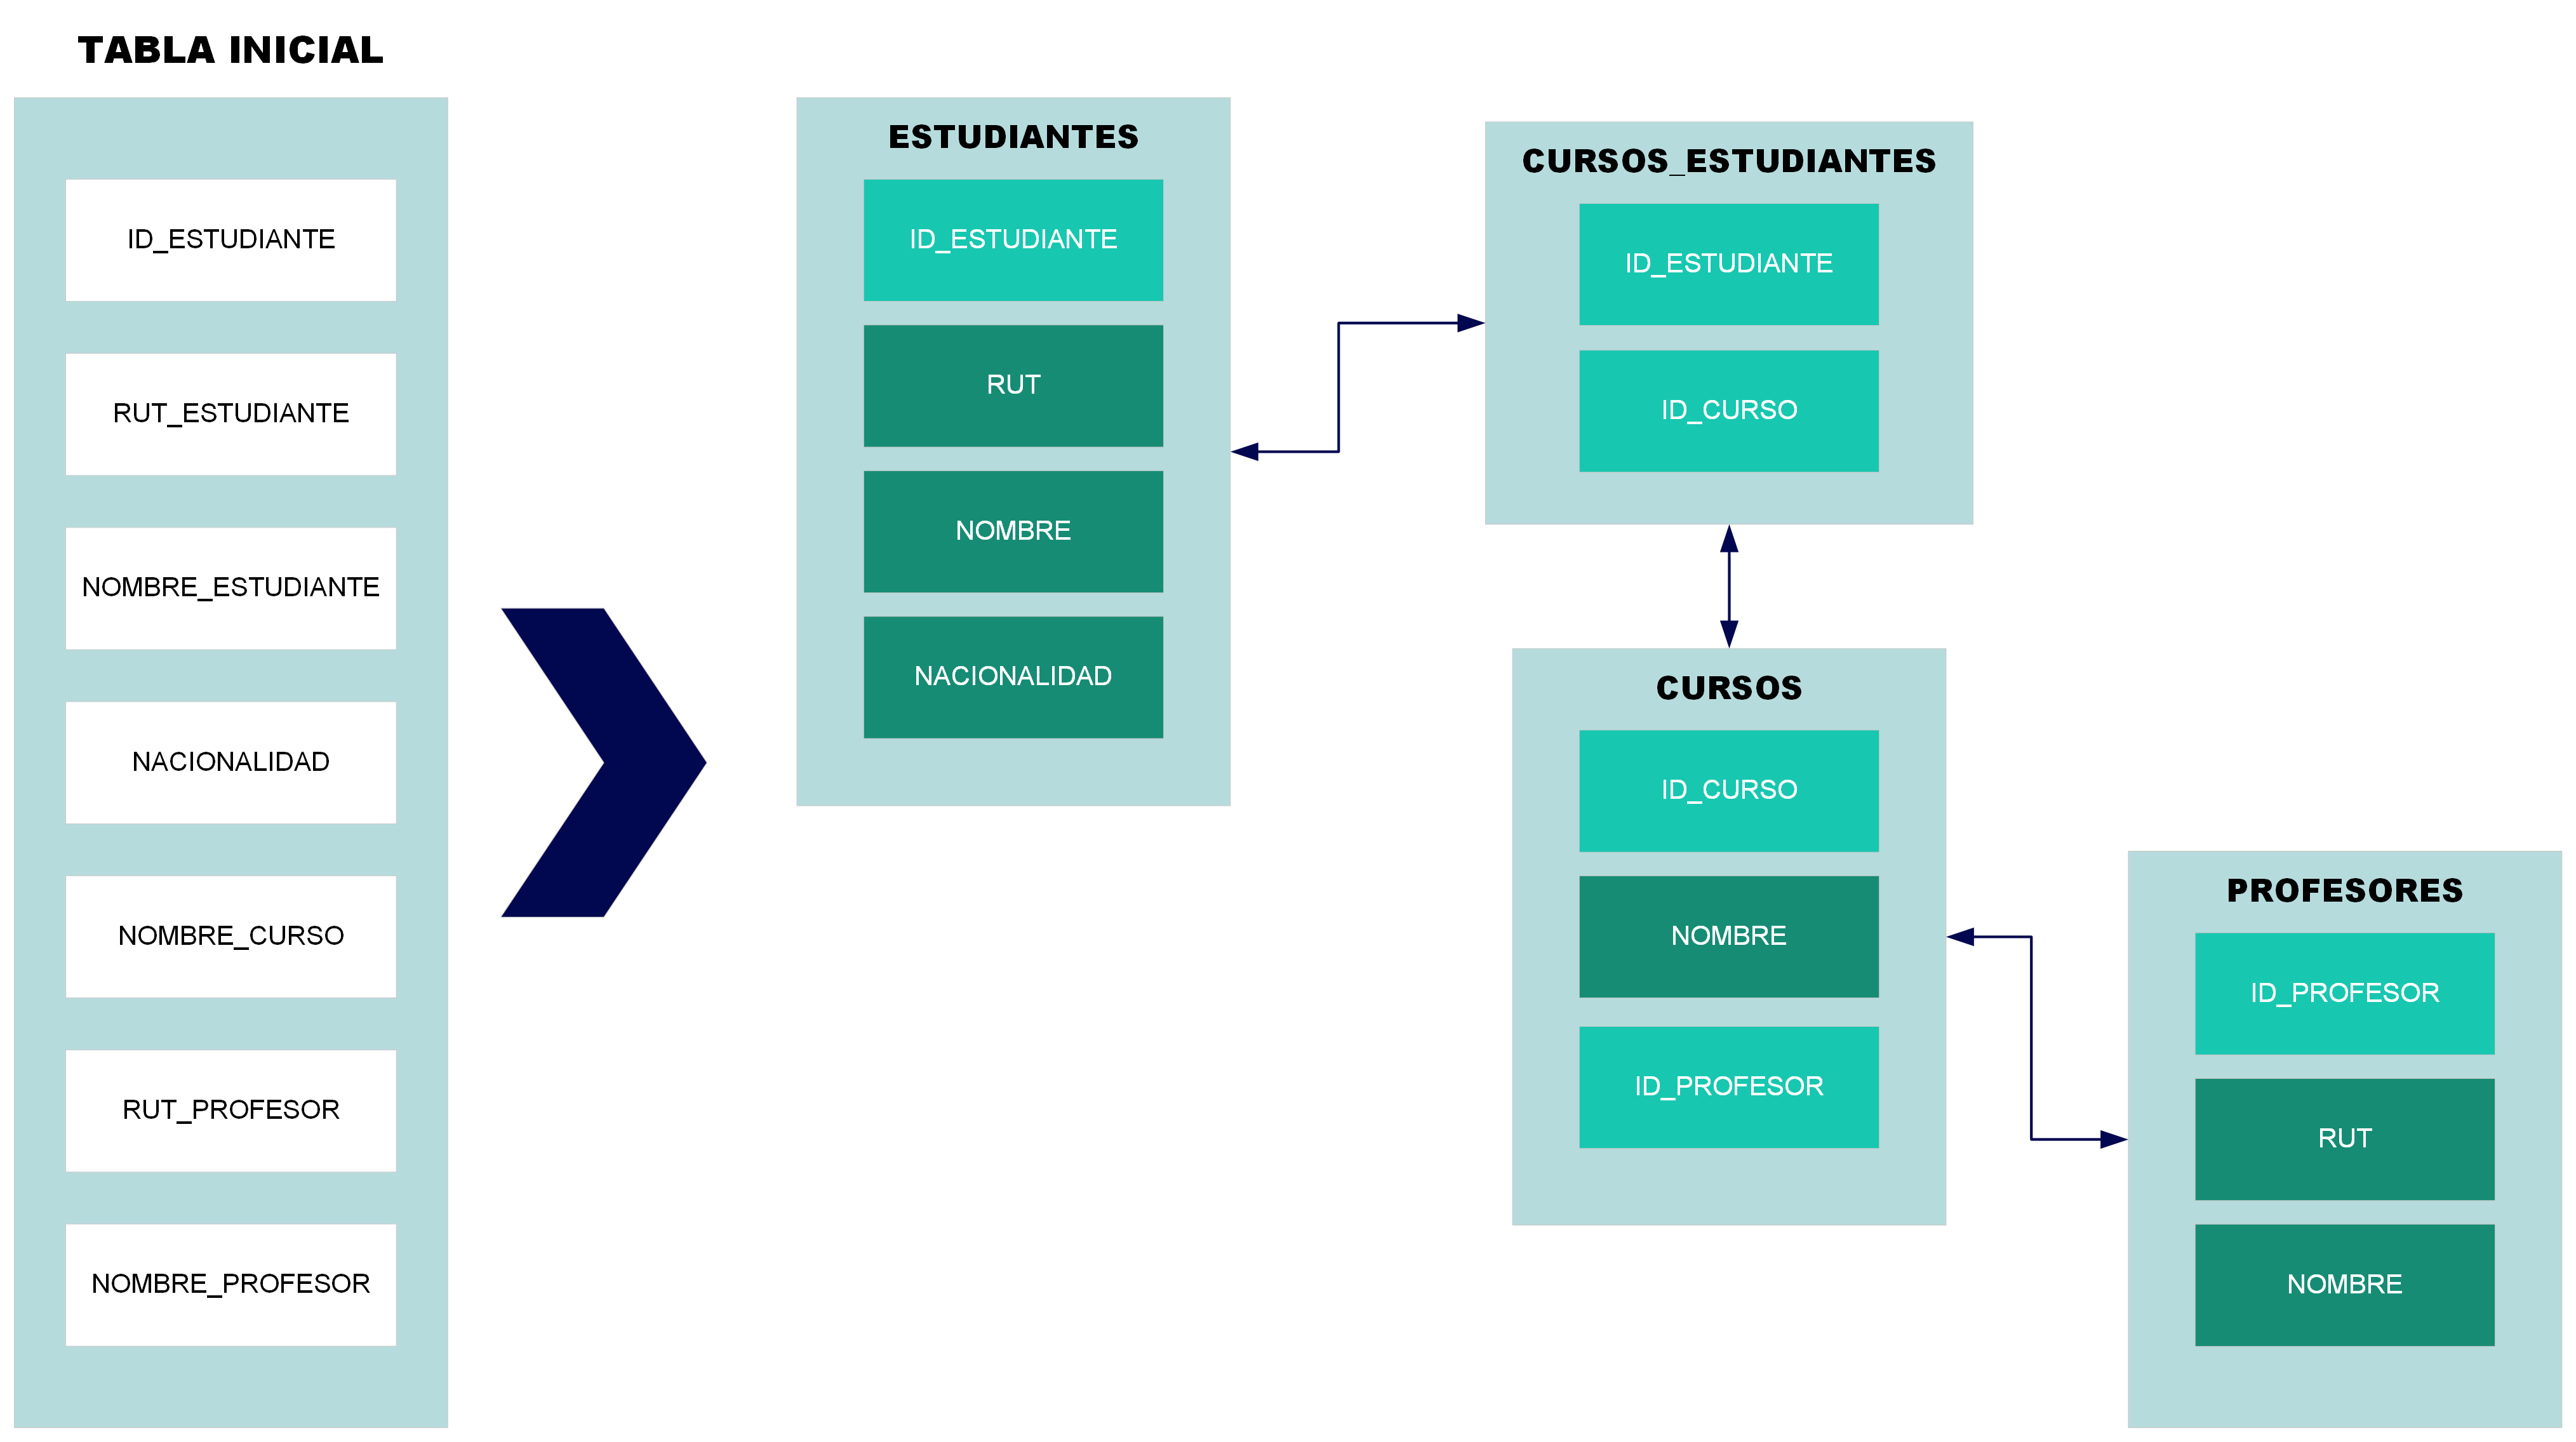 TABLA INICIAL
ID_ESTUDIANTE
RUT_ESTUDIANTE
NOMBRE_ESTUDIANTE
NACIONALIDAD
NOMBRE_CURSO
RUT_PROFESOR
NOMBRE_PROFESOR
ESTUDIANTES
ID_ESTUDIANTE
RUT
NOMBRE
NACIONALIDAD
CURSOS_ESTUDIANTES
ID_ESTUDIANTE
ID_CURSO
CURSOS
ID_CURSO
NOMBRE
ID_PROFESOR
PROFESORES
ID_PROFESOR
RUT
NOMBRE